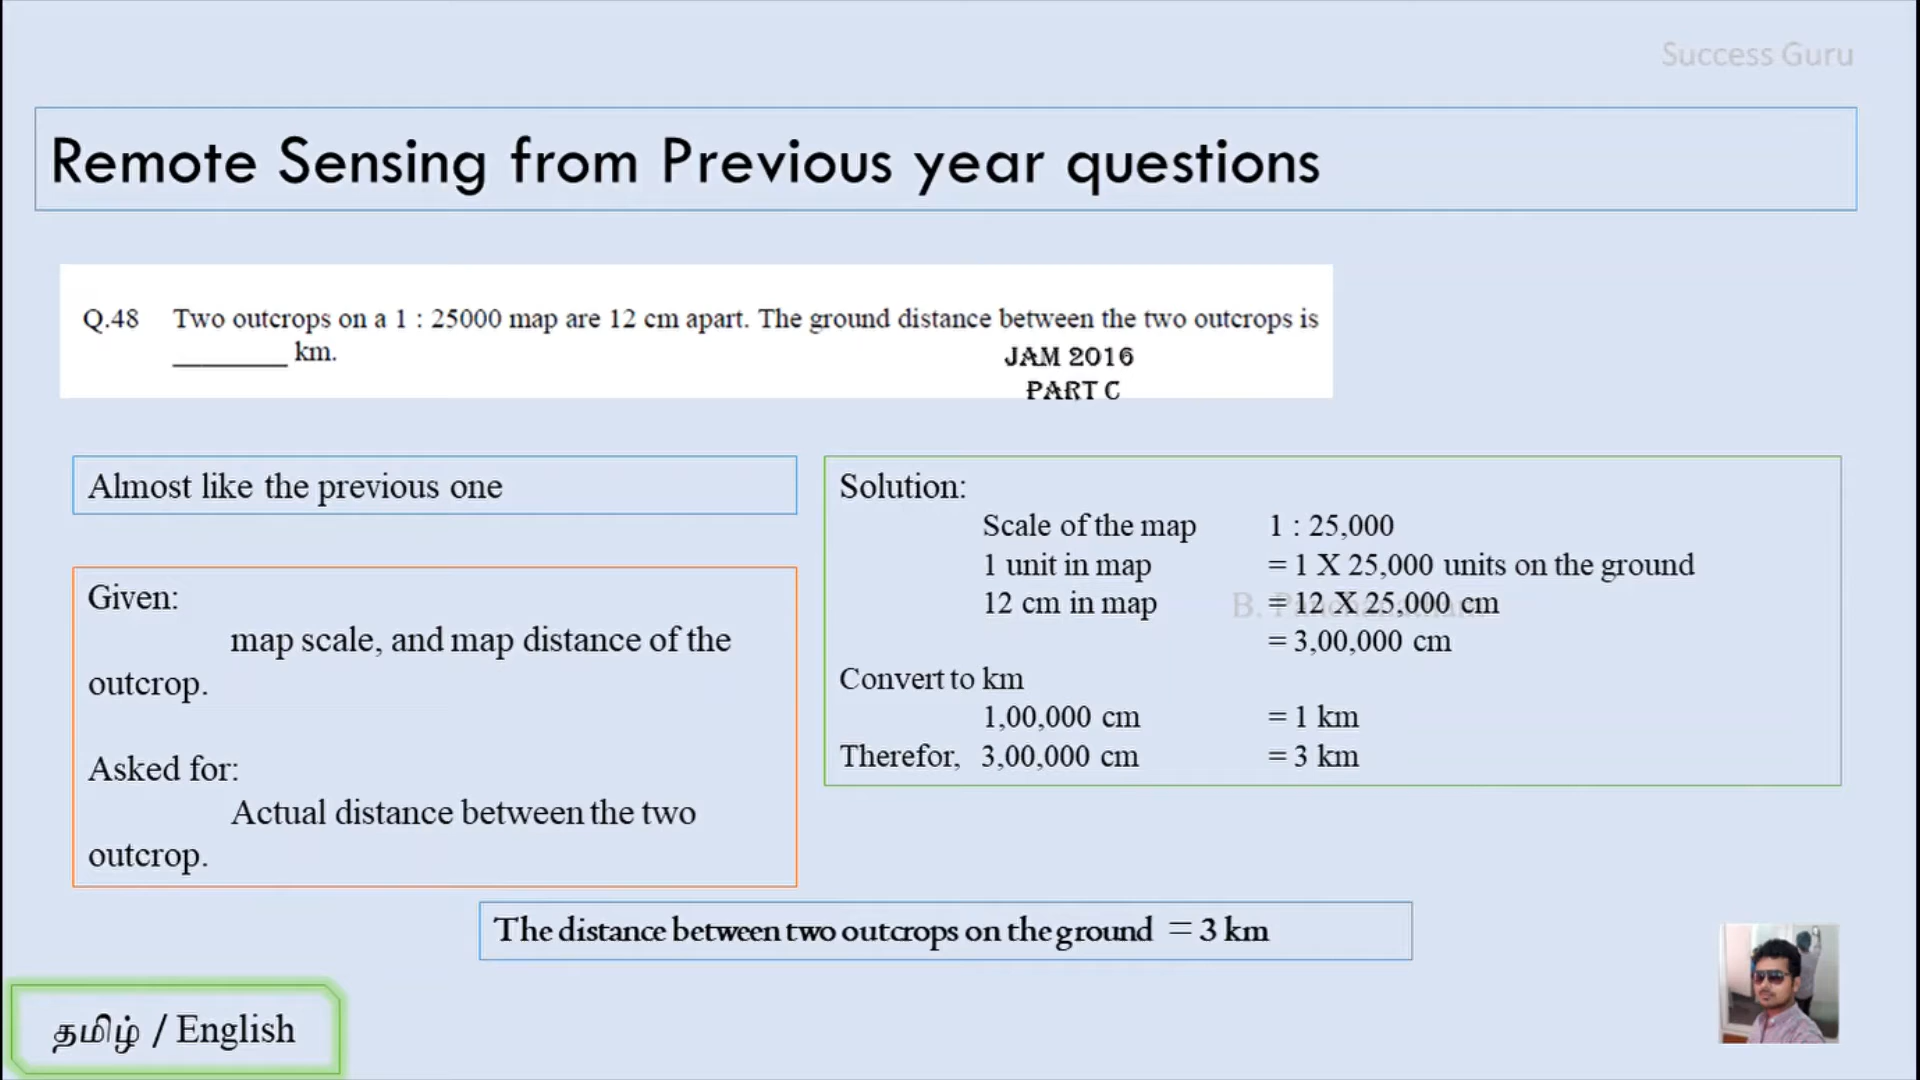 Success Guru
Remote Sensing from Previous year questions
Q.48 Two outcrops on a 1 : 25000 map are 12 cm apart. The ground distance between the two outcrops is
________ km.
JAM 2016
PART C
Almost like the previous one
Given:
map scale, and map distance of the
outcrop.
Asked for:
Actual distance between the two
outcrop.
Solution:
Scale of the map 1 : 25,000
1 unit in map = 1 X 25,000 units on the ground
12 cm in map = 12 X 25,000 cm
= 3,00,000 cm
Convert to km
1,00,000 cm = 1 km
Therefor, 3,00,000 cm = 3 km
The distance between two outcrops on the ground = 3 km
தமிழ் / English